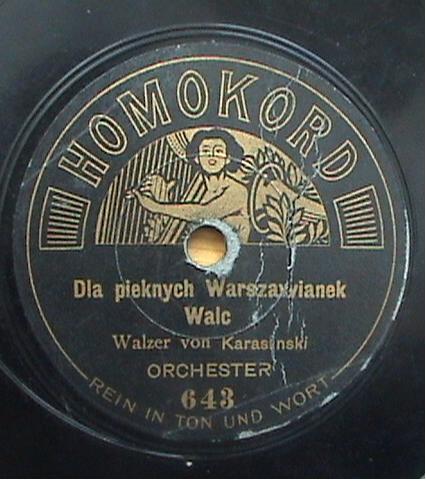 HOMOKORD
Dla pieknych Warszawianek
Walc
Walzer von Karasinski
ORCHESTER
643
REIN IN TON UND WORT